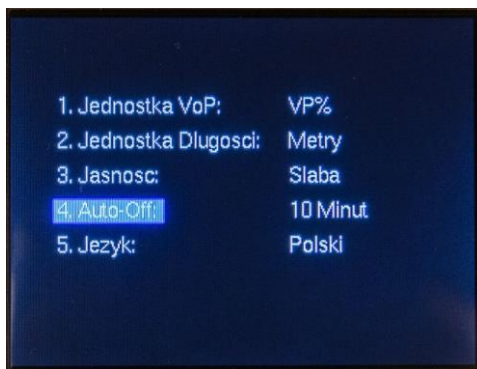 1. Jednostka VoP: VP%
2. Jednostka Dlugosci: Metry
3. Jasnosc: Slaba
4. Auto-Off: 10 Minut
5. Jezyk: Polski